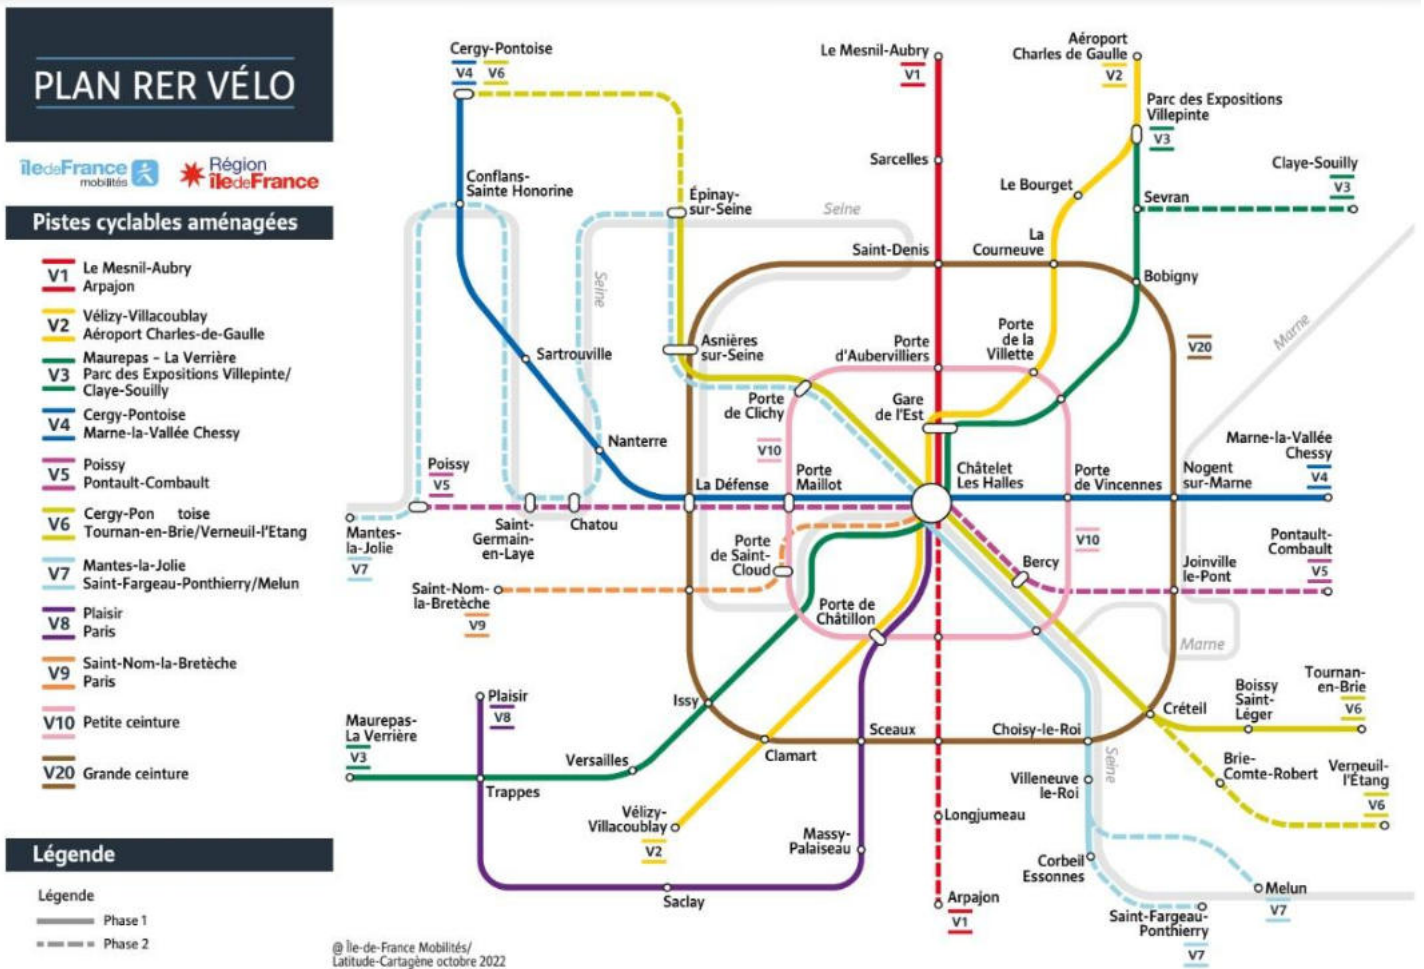 PLAN RER VÉLO
îledeFrance
mobilités
Région
îledeFrance
Pistes cyclables aménagées
V1
Le Mesnil-Aubry
Arpajon
V2
Vélizy-Villacoublay
Aéroport Charles-de-Gaulle
V3
Maurepas - La Verrière
Parc des Expositions Villepinte/
Claye-Souilly
V4
Cergy-Pontoise
Marne-la-Vallée Chessy
V5
Poissy
Pontault-Combault
V6
Cergy-Pon toise
Tournan-en-Brie/Verneuil-l'Etang
V7
Mantes-la-Jolie
Saint-Fargeau-Ponthierry/Melun
V8
Plaisir
Paris
V9
Saint-Nom-la-Bretèche
Paris
V10
Petite ceinture
V20
Grande ceinture
Légende
Légende
Phase 1
Phase 2
@ Île-de-France Mobilités/
Latitude-Cartagène octobre 2022
Cergy-Pontoise
V4 V6
Le Mesnil-Aubry
V1
Aéroport
Charles de Gaulle
V2
Parc des Expositions
Villepinte
V3
Claye-Souilly
V3
Sarcelles
Conflans-
Sainte Honorine
Épinay-
sur-Seine
Seine
Le Bourget
Sevran
Saint-Denis
La
Courneuve
Bobigny
Seine
Marne
Sartrouville
Asnières
sur-Seine
Porte
d'Aubervilliers
Porte
de la
Villette
V20
Porte
de Clichy
Gare
de l'Est
Nanterre
V10
Poissy
V5
La Défense
Porte
Maillot
Châtelet
Les Halles
Porte
de Vincennes
Nogent
sur-Marne
Marne-la-Vallée
Chessy
V4
Mantes-
la-Jolie
V7
Saint-
Germain-
en-Laye
Chatou
Porte
de Saint-
Cloud
V10
Bercy
Joinville
le-Pont
Pontault-
Combault
V5
Saint-Nom-
la-Bretèche
V9
Porte de
Châtillon
Marne
Plaisir
V8
Issy
Créteil
Boissy
Saint-
Léger
Tournan-
en-Brie
V6
Maurepas-
La Verrière
V3
Versailles
Clamart
Sceaux
Choisy-le-Roi
Seine
Trappes
Villeneuve
le-Roi
Brie-
Comte-Robert
Verneuil-
l'Étang
V6
Vélizy-
Villacoublay
V2
Longjumeau
Massy-
Palaiseau
Corbeil
Essonnes
Saclay
Arpajon
V1
Melun
V7
Saint-Fargeau-
Ponthierry
V7